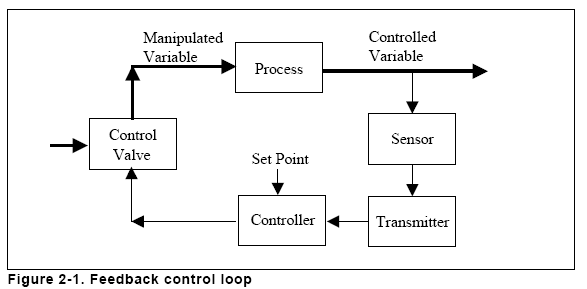 Manipulated
Variable
Controlled
Variable
Process
Control
Valve
Sensor
Set Point
Controller
Transmitter
Figure 2-1. Feedback control loop